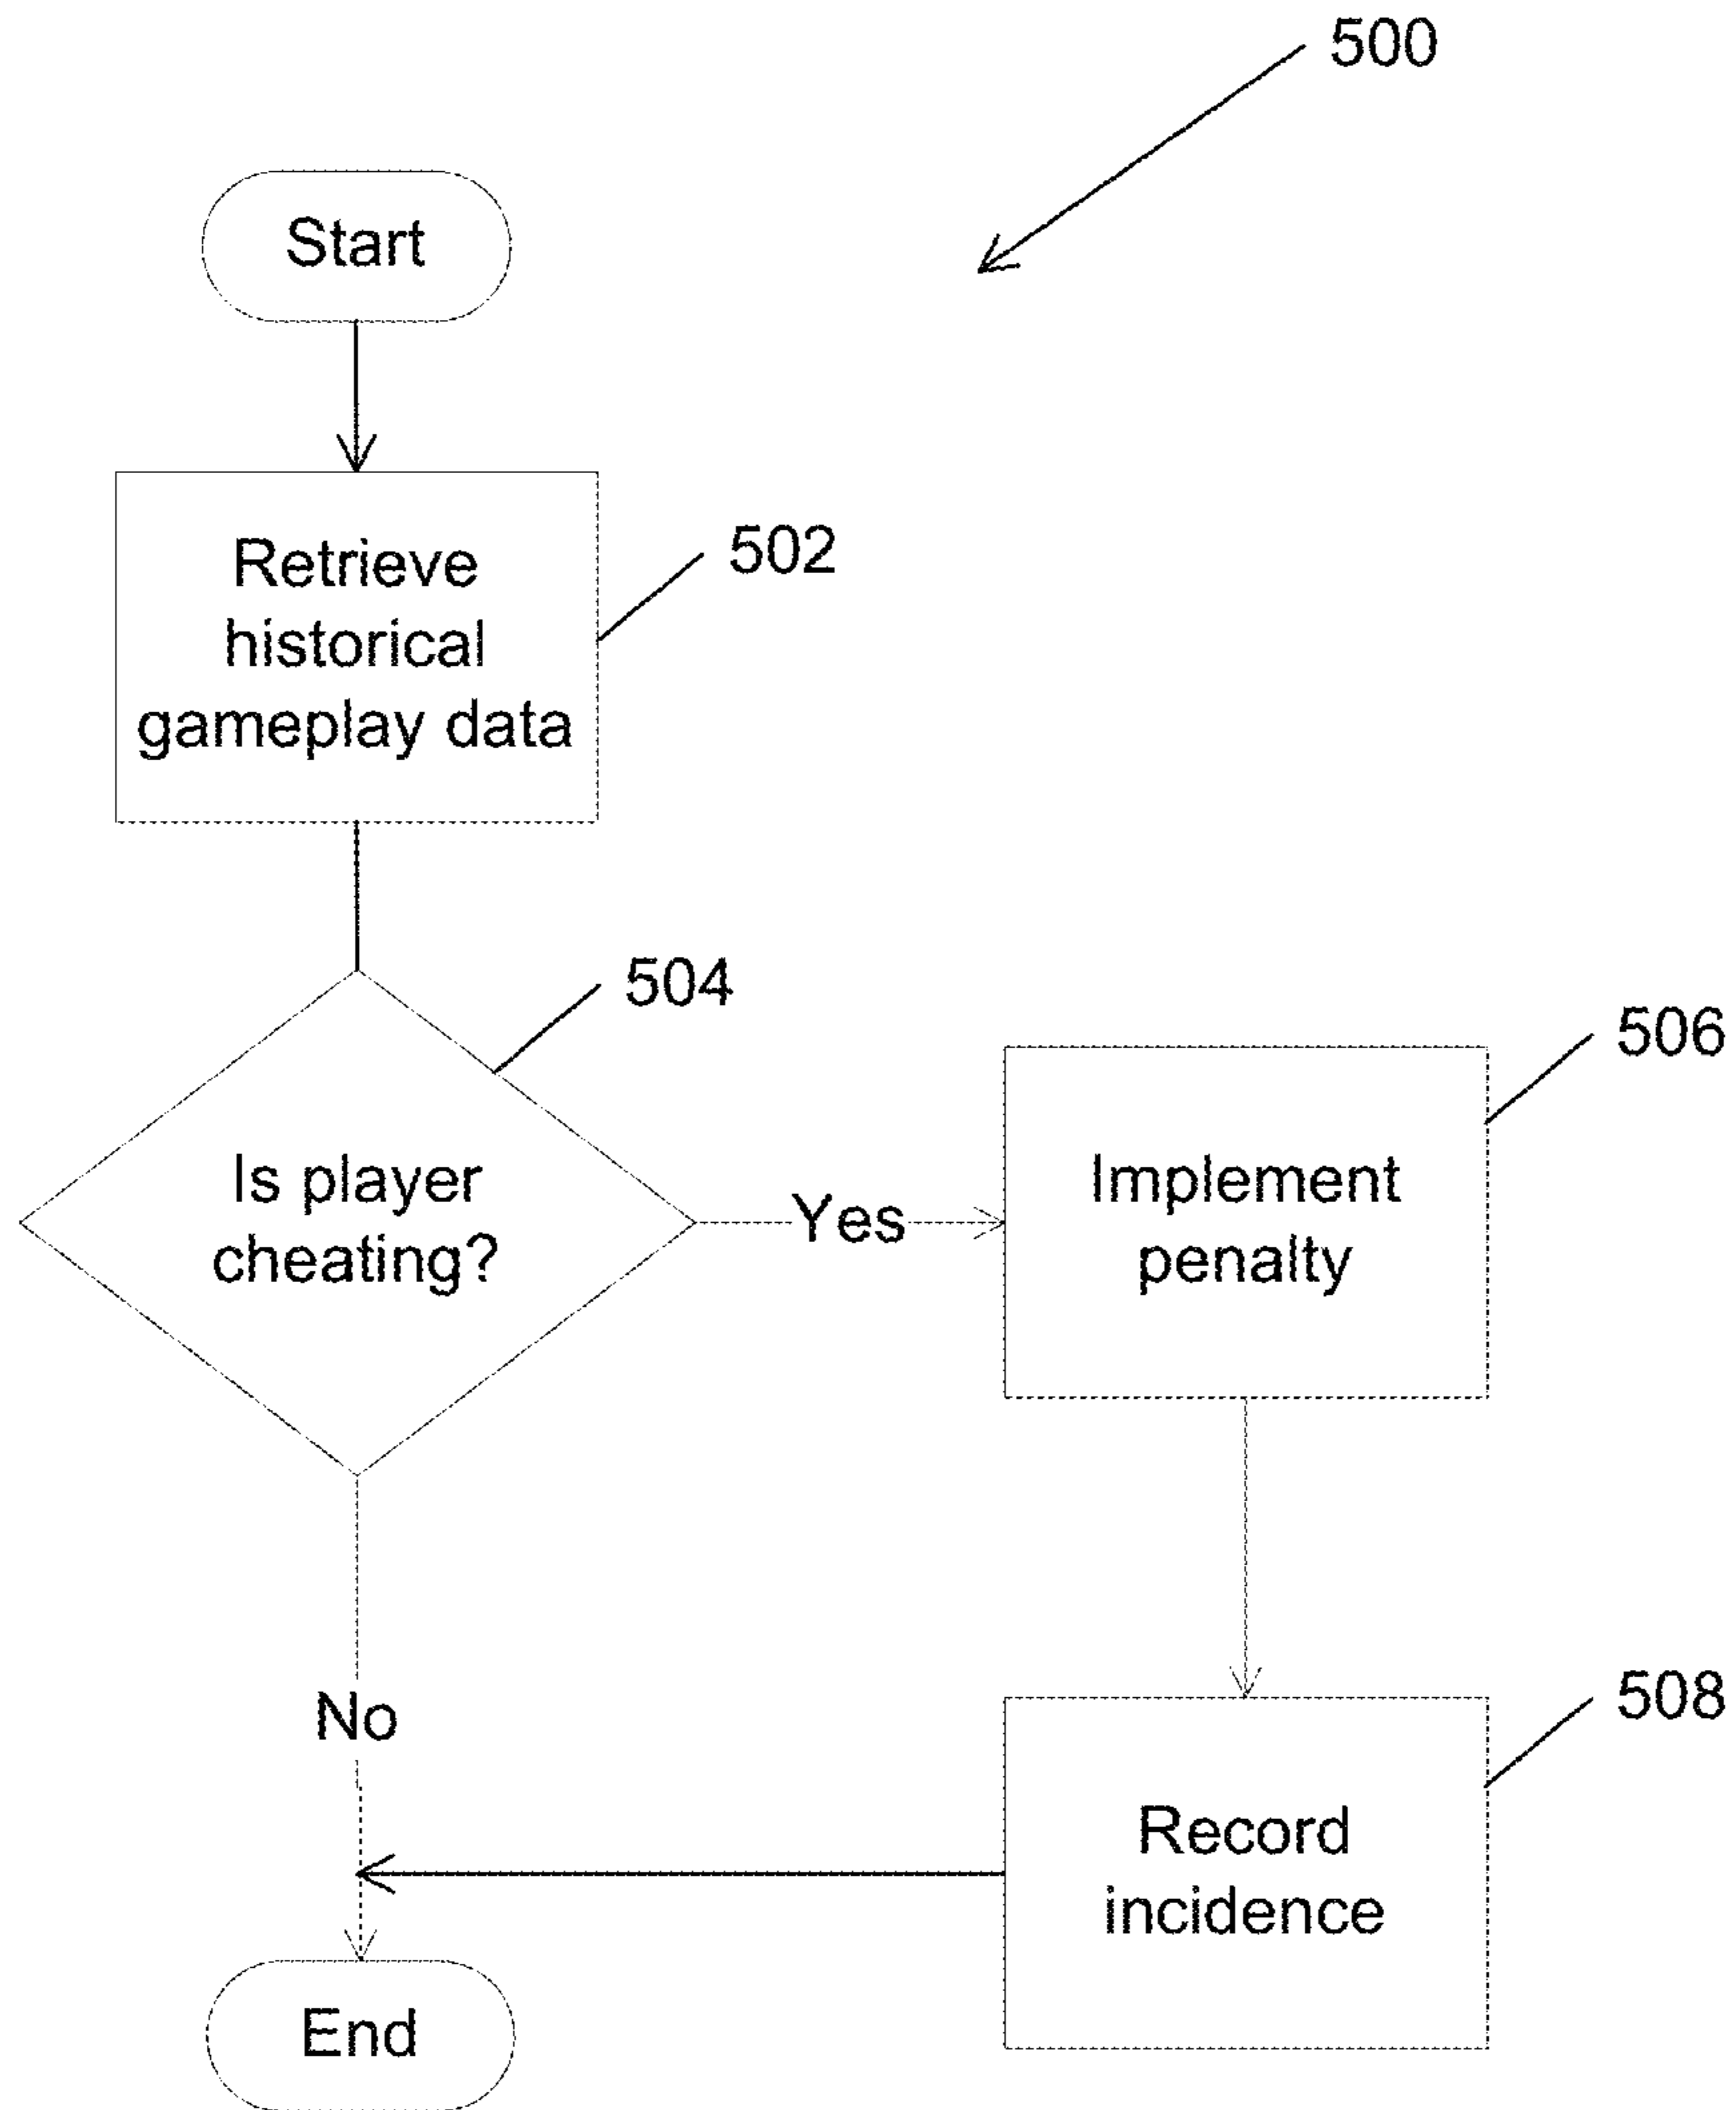 500
Start
Retrieve
historical
gameplay data
502
504
Is player
cheating?
Yes
506
Implement
penalty
No
508
Record
incidence
End